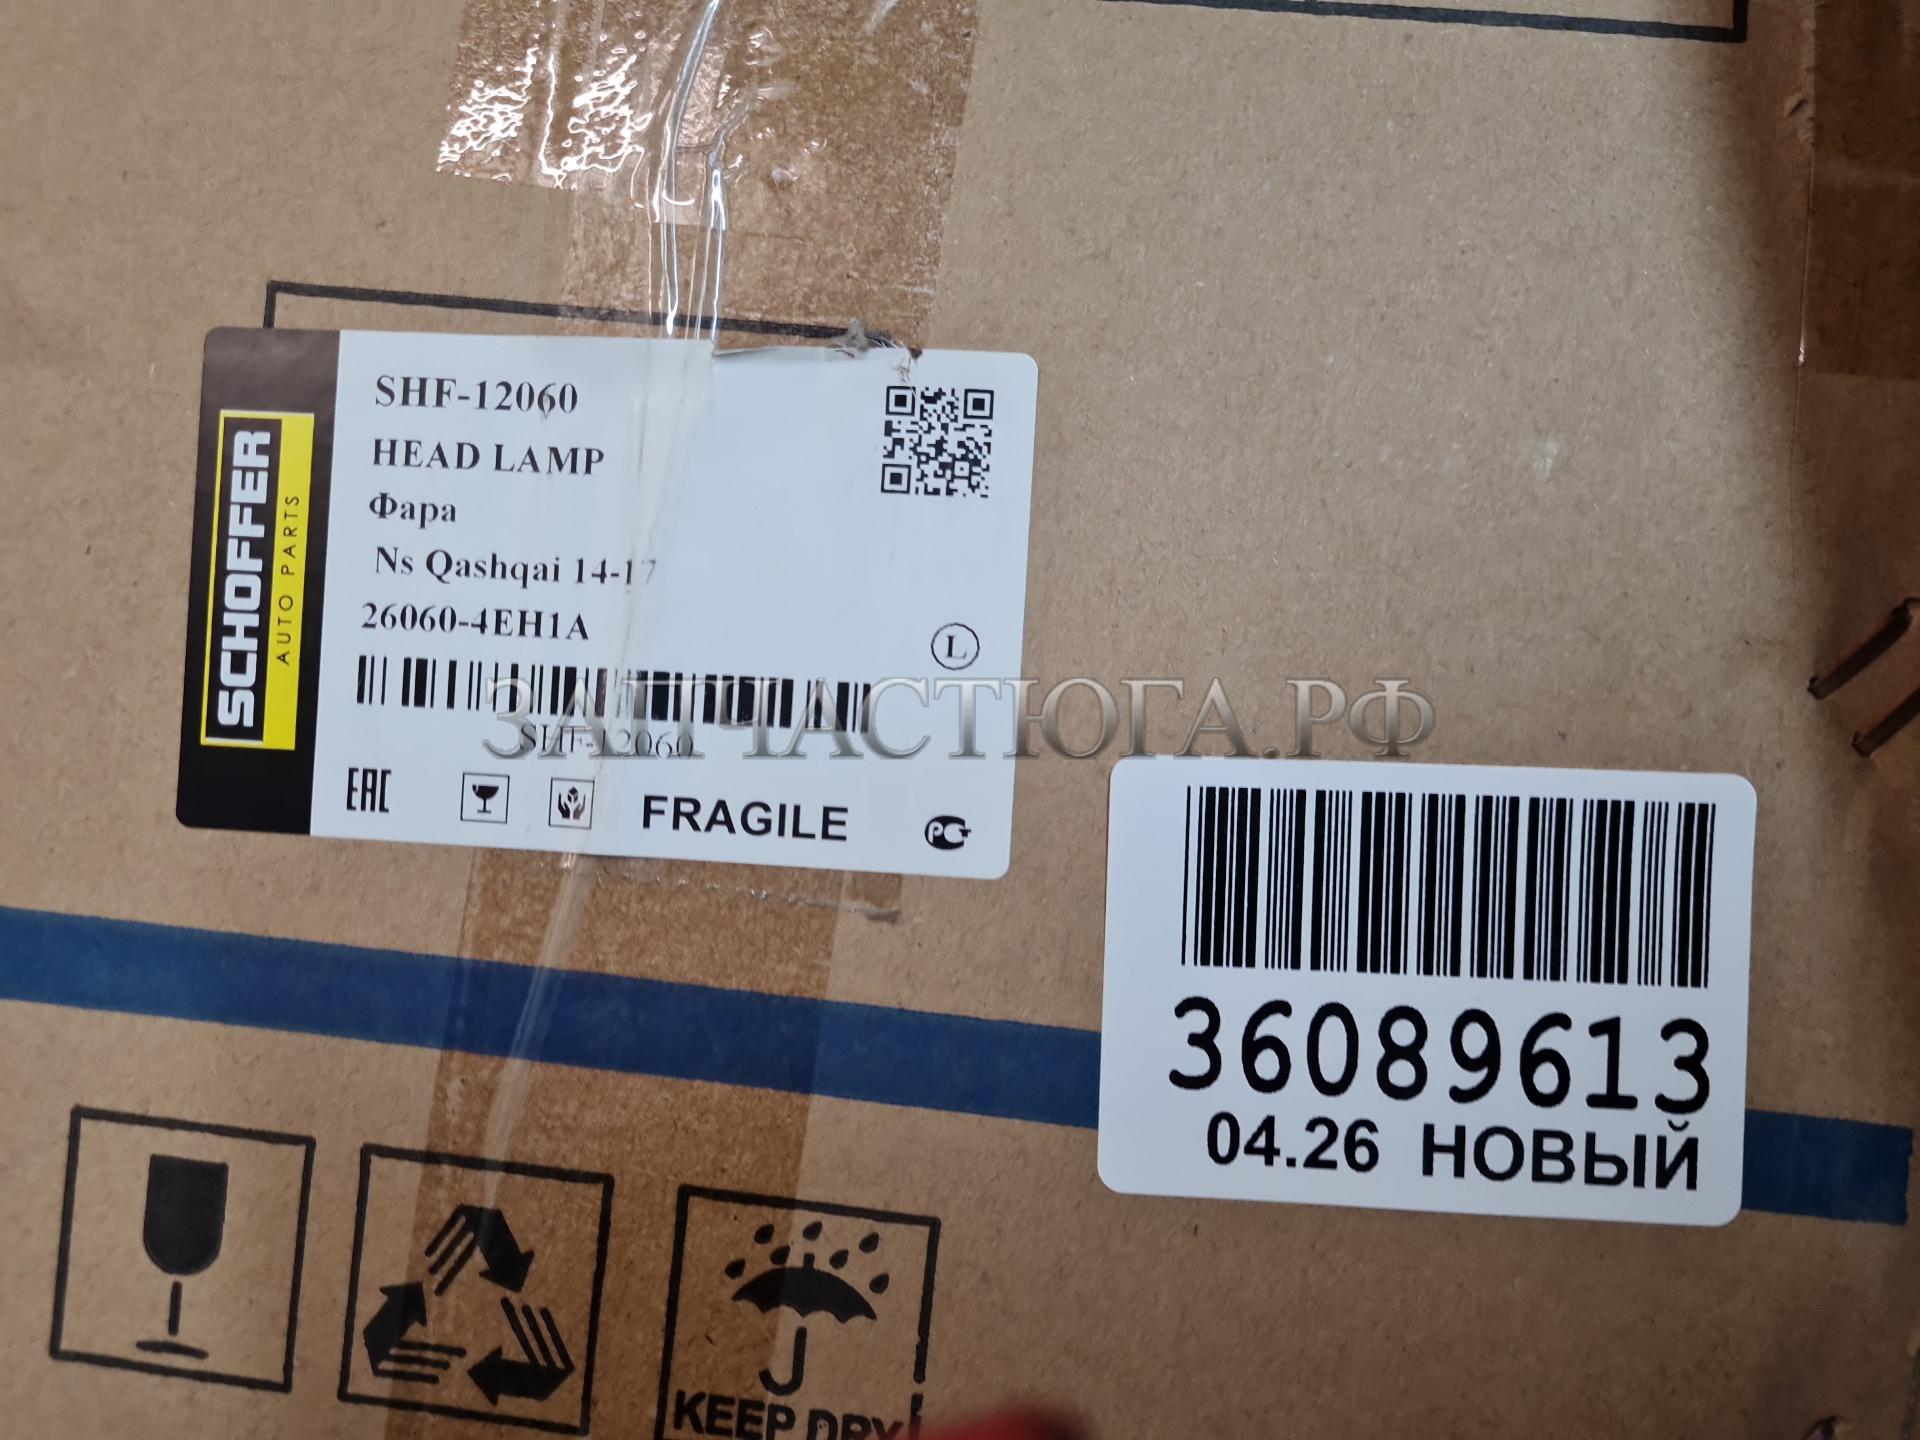 SCHOFFER
AUTO PARTS
SHF-12060
HEAD LAMP
Фара
Ns Qashqai 14-17
26060-4EH1A
L
SHF-12060
EAC
FRAGILE
РСТ
ЗАПЧАСТЮГА.РФ
36089613
04.26 НОВЫЙ
KEEP DRY